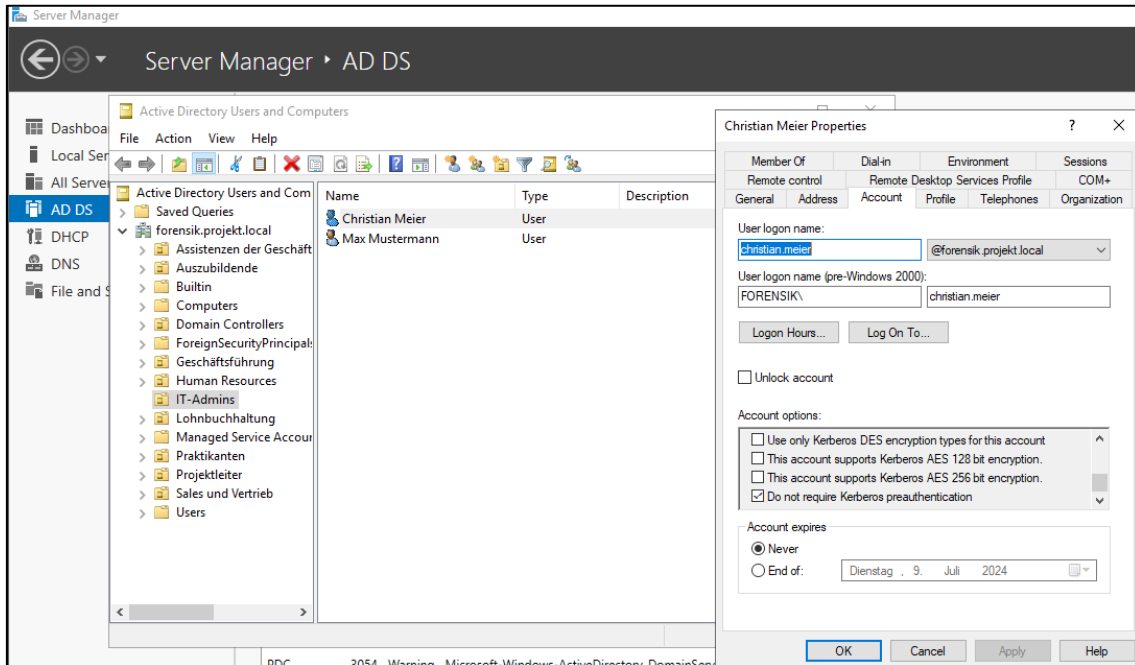 Server Manager
Server Manager ‣ AD DS
Dashboa
Local Ser
All Server
AD DS
DHCP
DNS
File and S
Active Directory Users and Computers
File Action View Help
Active Directory Users and Com
Saved Queries
forensik.projekt.local
Assistenzen der Geschäft
Auszubildende
Builtin
Computers
Domain Controllers
ForeignSecurityPrincipals
Geschäftsführung
Human Resources
IT-Admins
Lohnbuchhaltung
Managed Service Accour
Praktikanten
Projektleiter
Sales und Vertrieb
Users
Name Type Description
Christian Meier User
Max Mustermann User
Christian Meier Properties ? ×
Member Of Dial-in Environment Sessions
Remote control Remote Desktop Services Profile COM+
General Address Account Profile Telephones Organization
User logon name:
christian.meier @forensik.projekt.local
User logon name (pre-Windows 2000):
FORENSIK\ christian.meier
Logon Hours... Log On To...
Unlock account
Account options:
Use only Kerberos DES encryption types for this account
This account supports Kerberos AES 128 bit encryption.
This account supports Kerberos AES 256 bit encryption.
Do not require Kerberos preauthentication
Account expires
Never
End of: Dienstag , 9. Juli 2024
OK Cancel Apply Help
PDC 3054 Warning Microsoft-Windows-ActiveDirectory_DomainServ